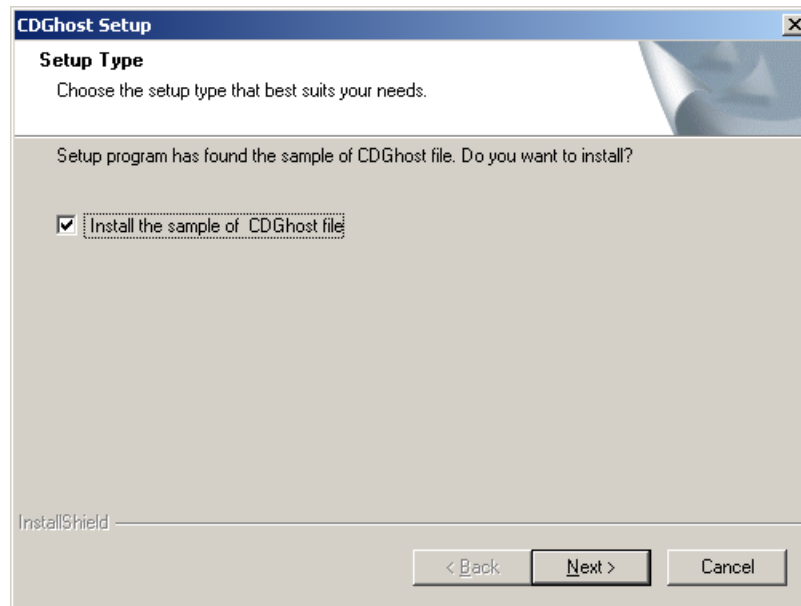 CDGhost Setup
Setup Type
Choose the setup type that best suits your needs.
Setup program has found the sample of CDGhost file. Do you want to install?
Install the sample of  CDGhost file
InstallShield
< Back
Next >
Cancel